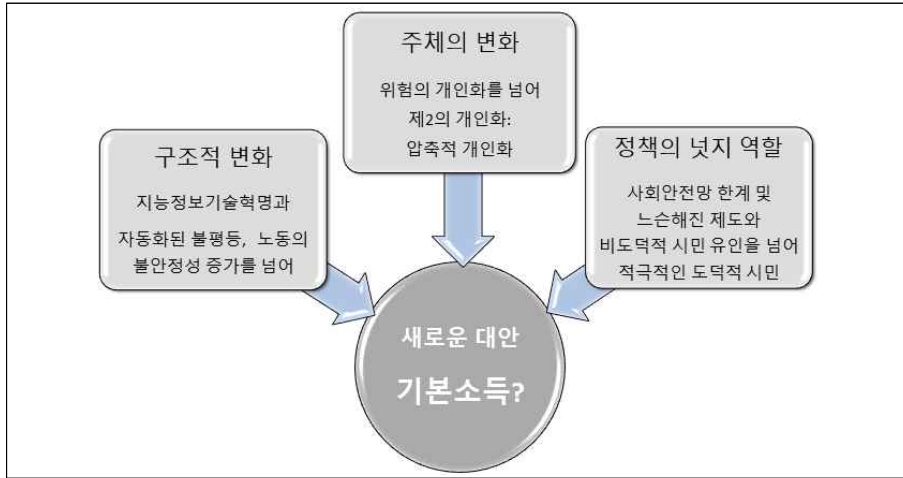 주체의 변화
위험의 개인화를 넘어
제2의 개인화:
압축적 개인화
구조적 변화
지능정보기술혁명과
자동화된 불평등, 노동의
불안정성 증가를 넘어
정책의 넛지 역할
사회안전망 한계 및
느슨해진 제도와
비도덕적 시민 유인을 넘어
적극적인 도덕적 시민
새로운 대안
기본소득?